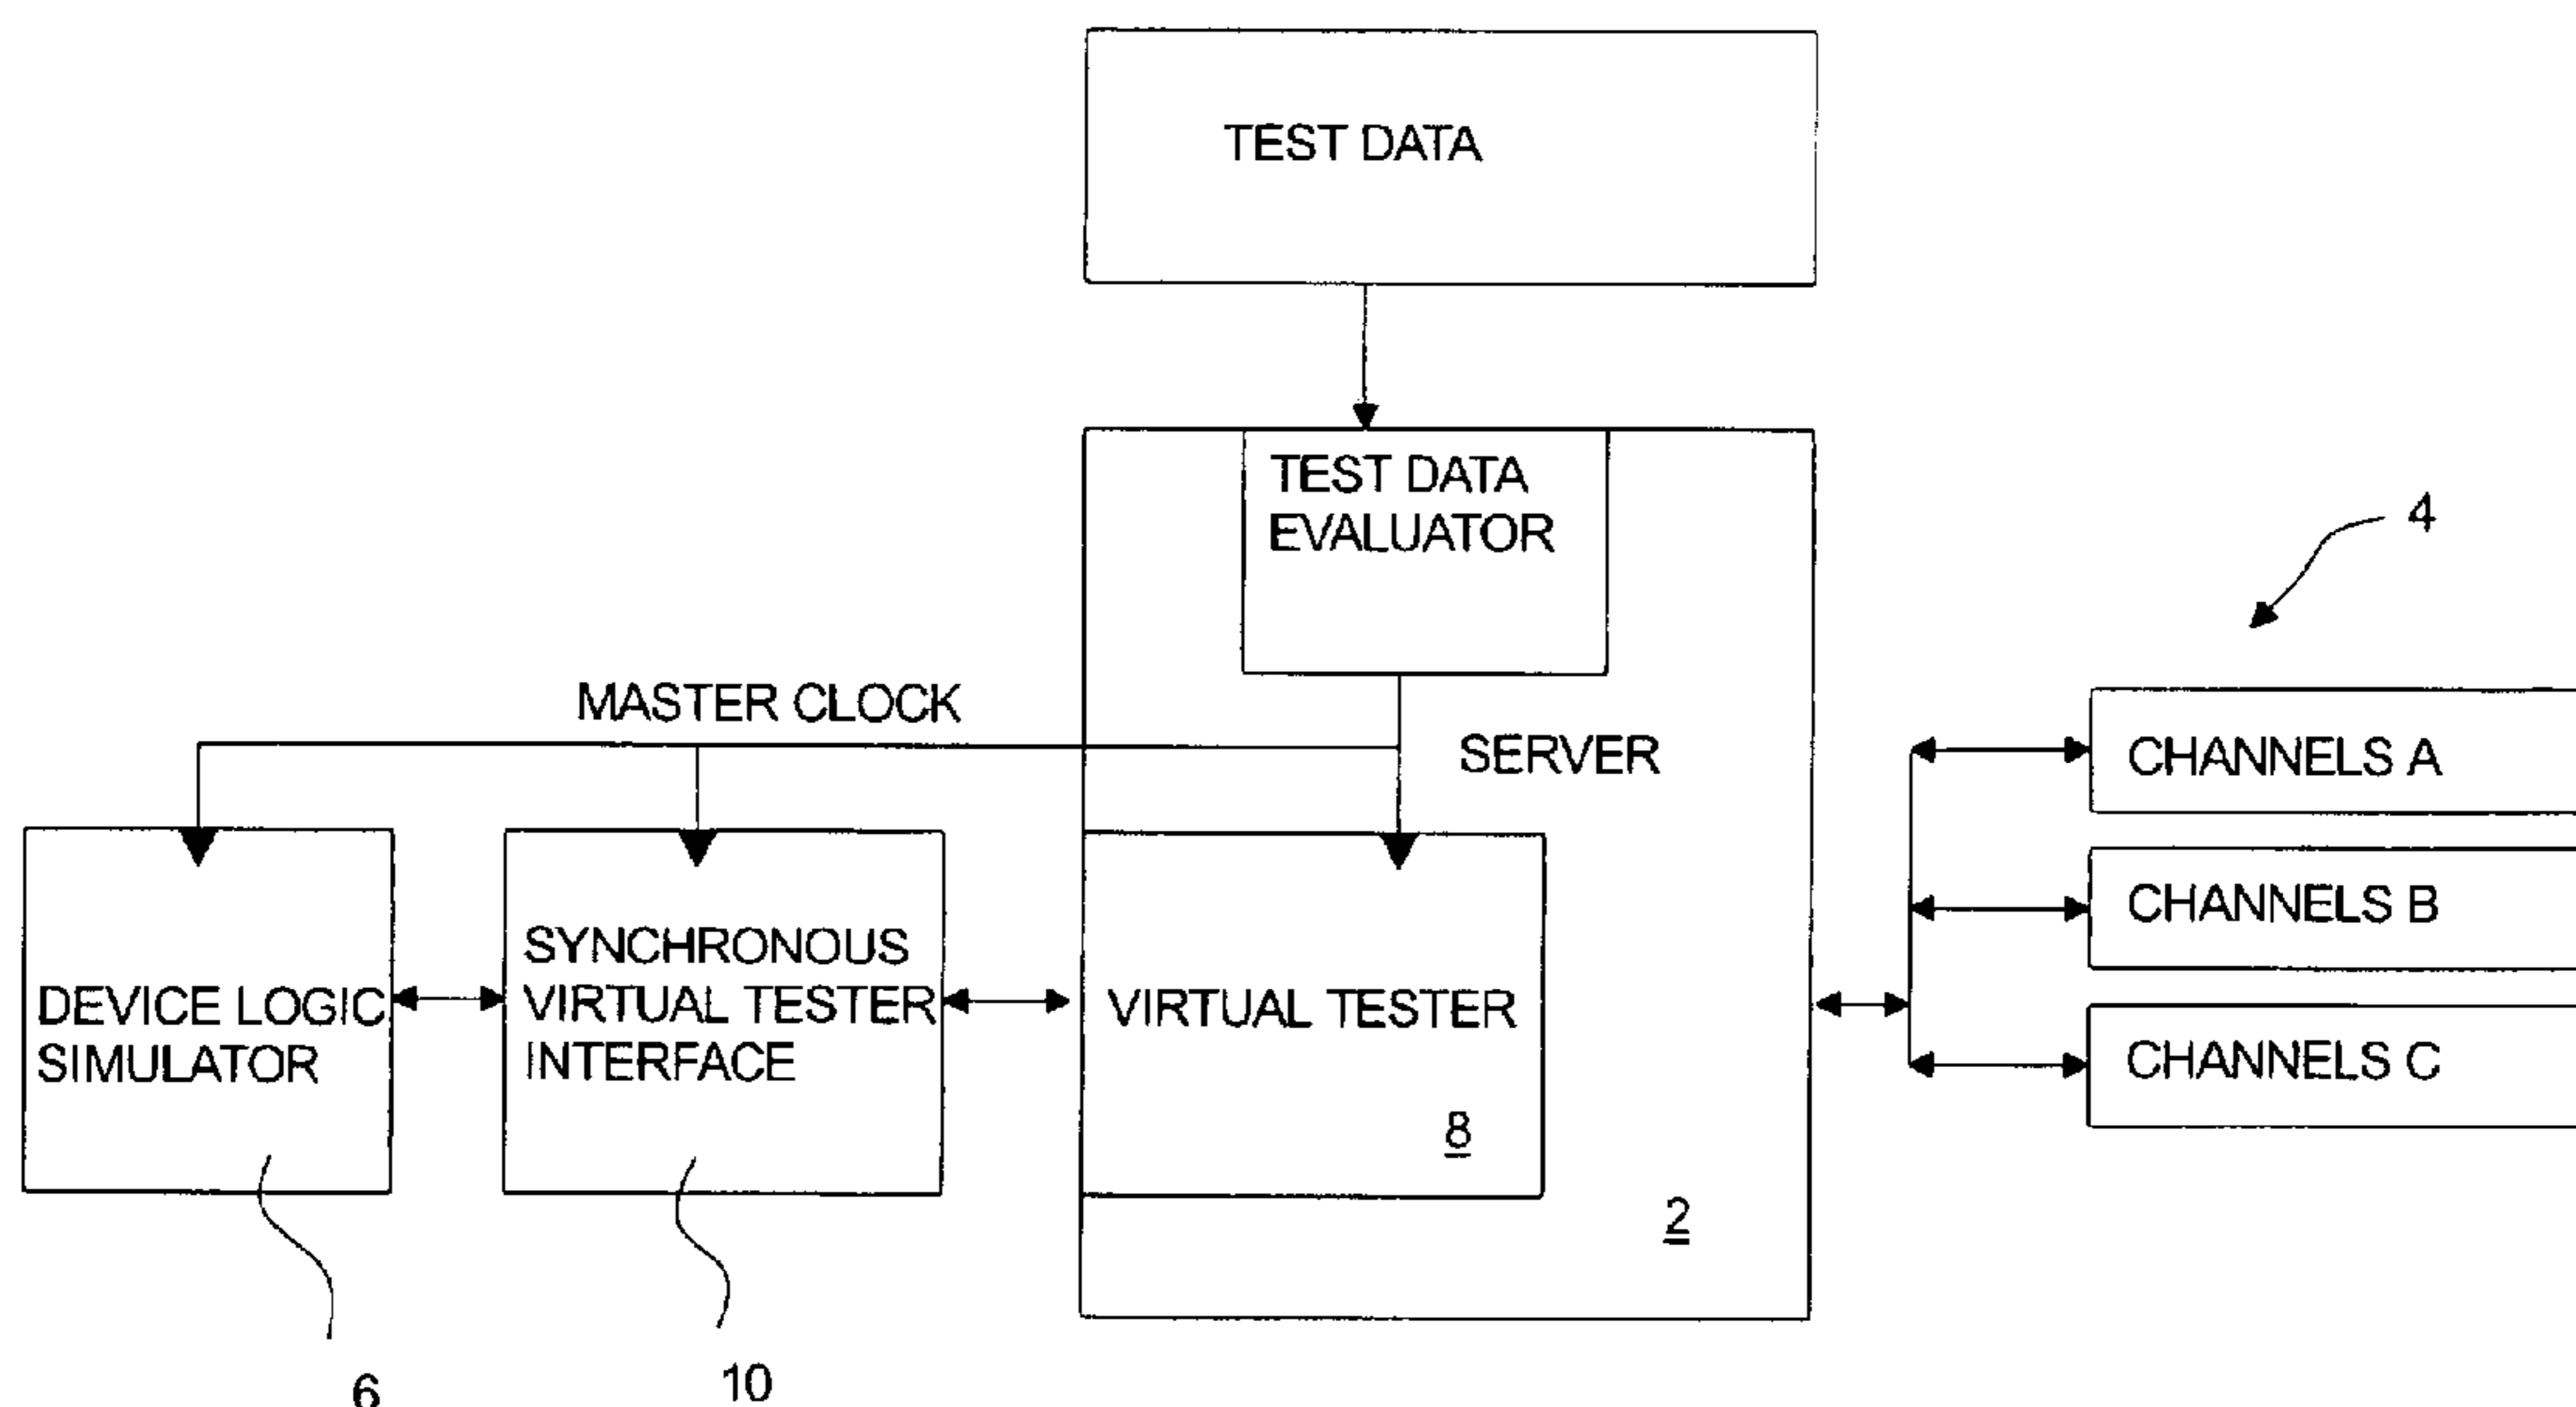 TEST DATA
TEST DATA
EVALUATOR
4
MASTER CLOCK
SERVER
CHANNELS A
CHANNELS B
CHANNELS C
DEVICE LOGIC
SIMULATOR
SYNCHRONOUS
VIRTUAL TESTER
INTERFACE
VIRTUAL TESTER
8
2
6
10